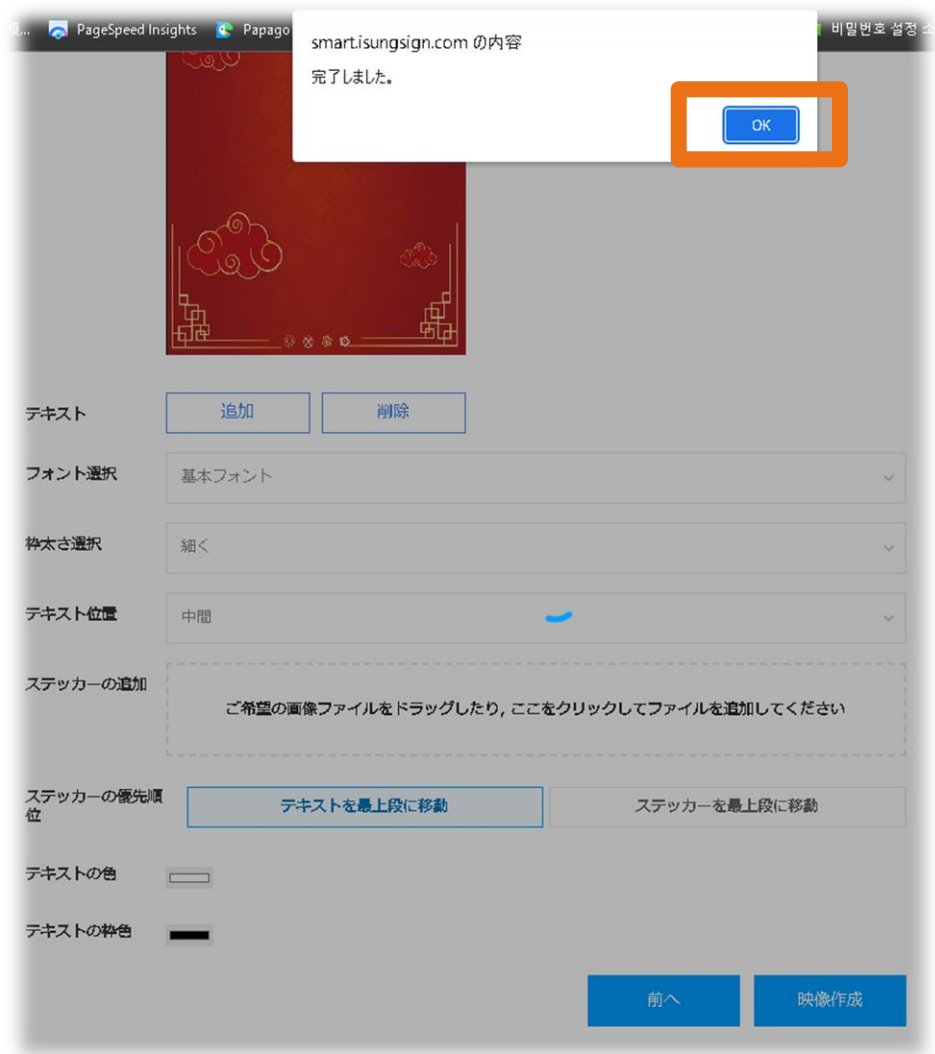 PageSpeed Insights
Papago
비밀번호 설정
smart.isungsign.com の内容
完了しました。
OK
テキスト
追加
削除
フォント選択
基本フォント
枠太さ選択
細く
テキスト位置
中間
ステッカーの追加
ご希望の画像ファイルをドラッグしたり, ここをクリックしてファイルを追加してください
ステッカーの優先順
位
テキストを最上段に移動
ステッカーを最上段に移動
テキストの色
テキストの枠色
前へ
映像作成